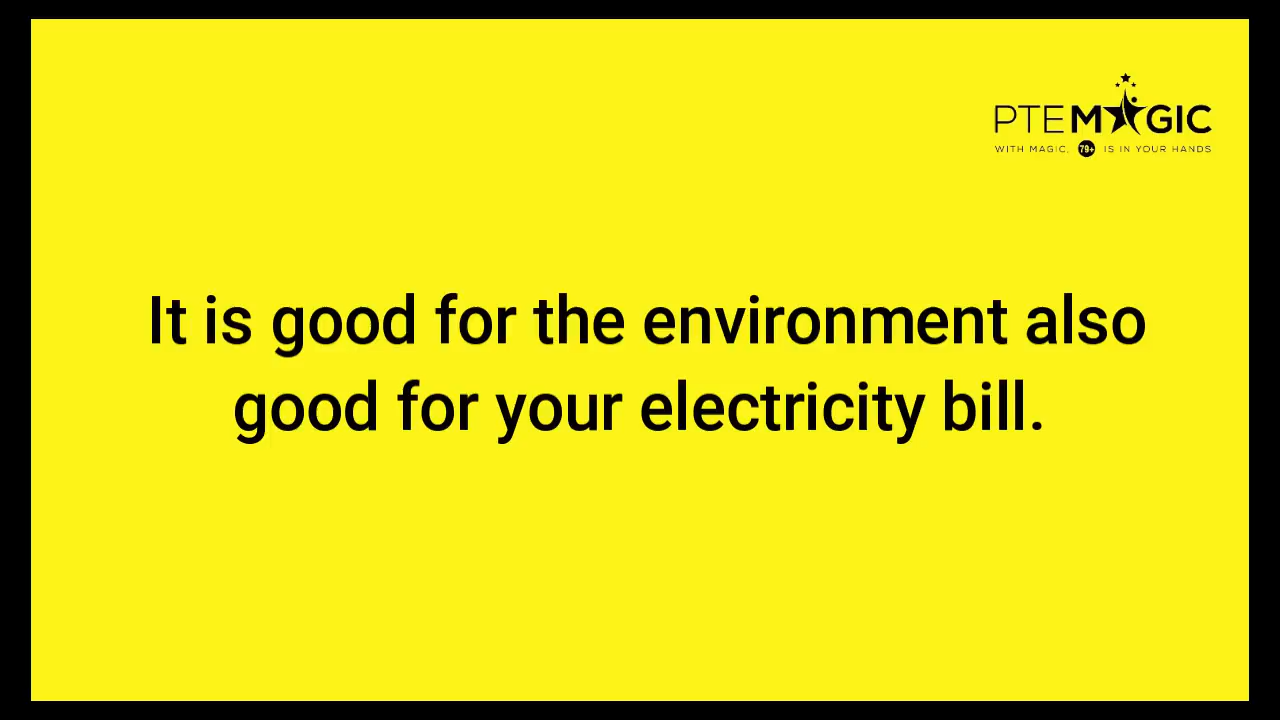 PTEMAGIC
WITH MAGIC, 79+ IS IN YOUR HANDS
It is good for the environment also
good for your electricity bill.